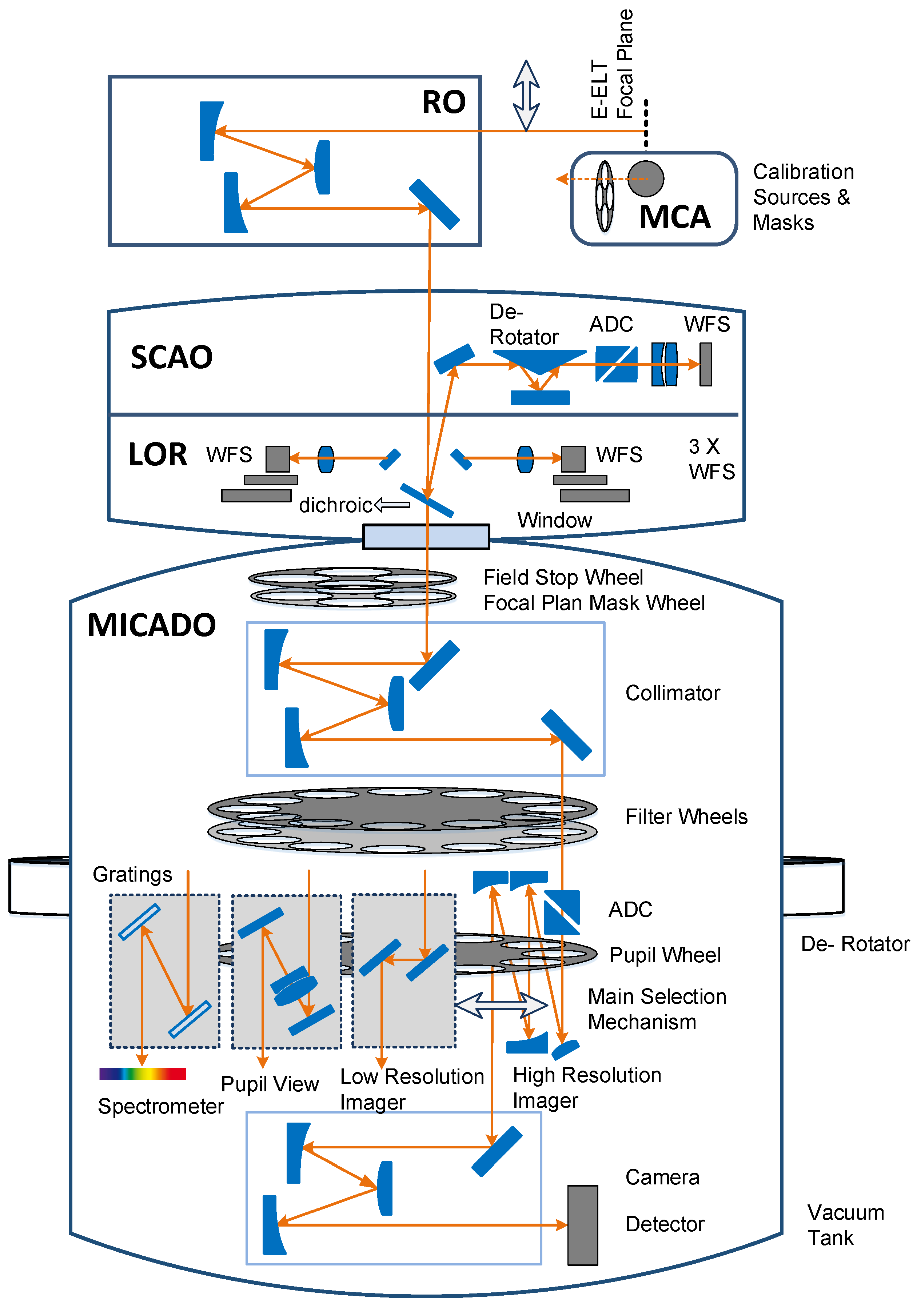 RO
E-ELT
Focal Plane
MCA
Calibration
Sources &
Masks
SCAO
De-
Rotator
ADC
WFS
LOR
WFS
WFS
3 X
WFS
dichroic
Window
MICADO
Field Stop Wheel
Focal Plan Mask Wheel
Collimator
Filter Wheels
Gratings
ADC
Pupil Wheel
De- Rotator
Main Selection
Mechanism
Spectrometer
Pupil View
Low Resolution
Imager
High Resolution
Imager
Camera
Detector
Vacuum
Tank